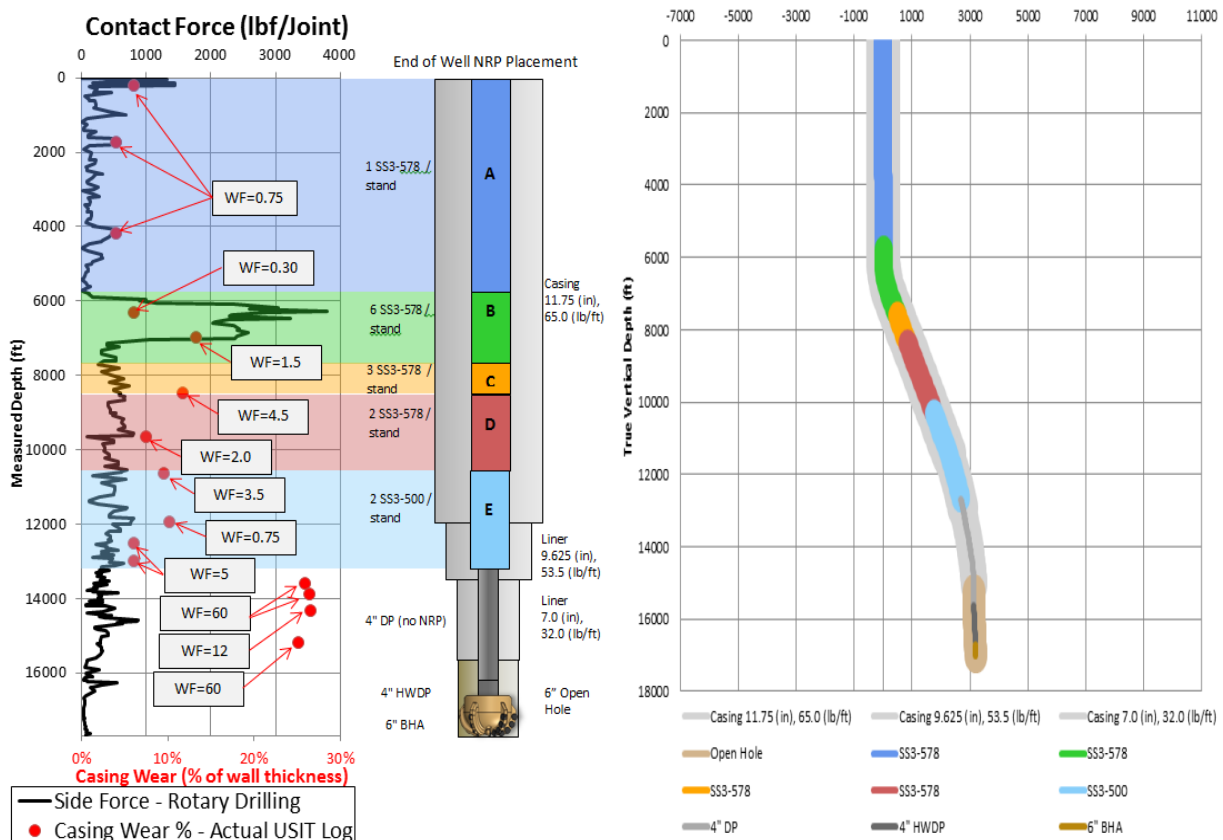 Contact Force (lbf/Joint)
0 1000 2000 3000 4000
End of Well NRP Placement
0
2000
4000
6000
8000
10000
12000
14000
16000
Measured Depth (ft)
WF=0.75
WF=0.30
WF=1.5
WF=4.5
WF=2.0
WF=3.5
WF=0.75
WF=5
WF=60
WF=12
WF=60
1 SS3-578 /
stand
6 SS3-578 /
stand
3 SS3-578 /
stand
2 SS3-578 /
stand
2 SS3-500 /
stand
4" DP (no NRP)
4" HWDP
6" BHA
A
B
C
D
E
Casing
11.75 (in),
65.0 (lb/ft)
Liner
9.625 (in),
53.5 (lb/ft)
Liner
7.0 (in),
32.0 (lb/ft)
6" Open
Hole
0% 10% 20% 30%
Casing Wear (% of wall thickness)
Side Force - Rotary Drilling
Casing Wear % - Actual USIT Log
-7000 -5000 -3000 -1000 1000 3000 5000 7000 9000 11000
0
2000
4000
6000
8000
10000
12000
14000
16000
18000
True Vertical Depth (ft)
Casing 11.75 (in), 65.0 (lb/ft) Casing 9.625 (in), 53.5 (lb/ft) Casing 7.0 (in), 32.0 (lb/ft)
Open Hole SS3-578 SS3-578
SS3-578 SS3-578 SS3-500
4" DP 4" HWDP 6" BHA